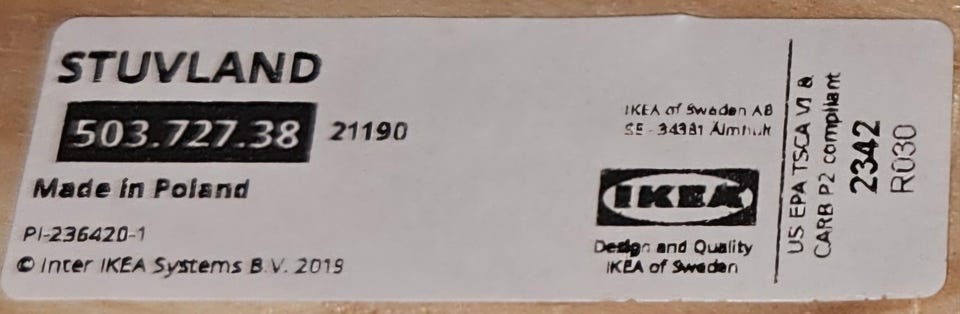 STUVLAND
503.727.38 21190
Made in Poland
PI-236420-1
© Inter IKEA Systems B.V. 2019
IKEA of Sweden AB
SE - 34381 Älmhult
IKEA
Design and Quality
IKEA of Sweden
US EPA TSCA VI &
CARB P2 compliant
2342
R030